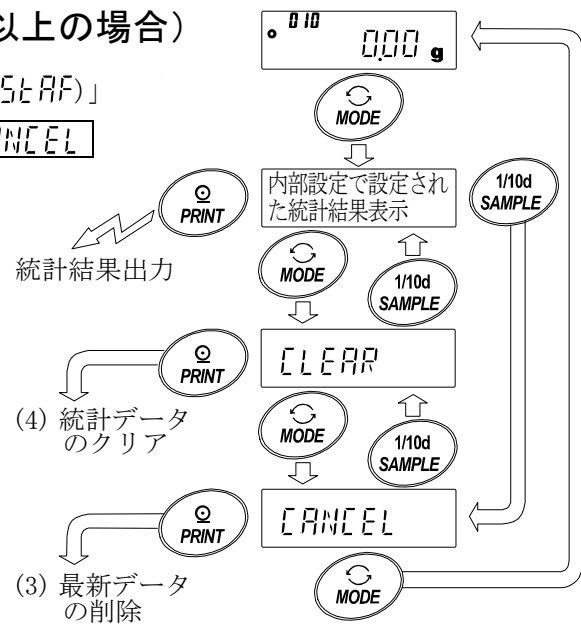 以上の場合)
StAF)」
ANCEL
010
0.00 g
MODE
内部設定で設定され
た統計結果表示
PRINT
1/10d
SAMPLE
統計結果出力
MODE
1/10d
SAMPLE
PRINT
CLEAR
(4) 統計データ
のクリア
MODE
1/10d
SAMPLE
PRINT
CANCEL
(3) 最新データ
の削除
MODE